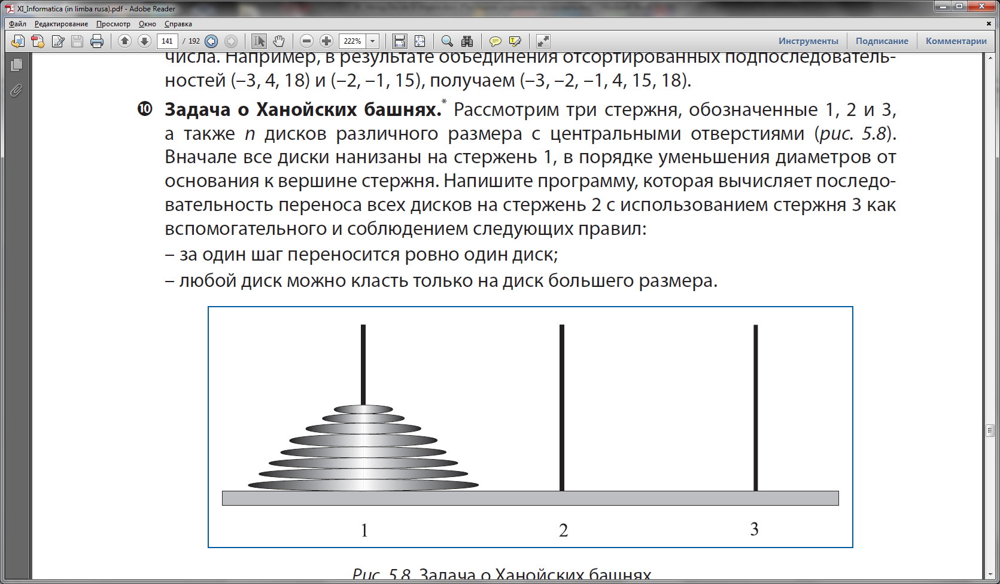 XI_Informatica (in limba rusa).pdf - Adobe Reader
Файл Редактирование Просмотр Окно Справка
141 / 192 222% Инструменты Подписание Комментарии
числа. Например, в результате объединения отсортированных подпоследователь-
ностей (–3, 4, 18) и (–2, –1, 15), получаем (–3, –2, –1, 4, 15, 18).
10 Задача о Ханойских башнях.* Рассмотрим три стержня, обозначенные 1, 2 и 3,
а также n дисков различного размера с центральными отверстиями (рис. 5.8).
Вначале все диски нанизаны на стержень 1, в порядке уменьшения диаметров от
основания к вершине стержня. Напишите программу, которая вычисляет последо-
вательность переноса всех дисков на стержень 2 с использованием стержня 3 как
вспомогательного и соблюдением следующих правил:
– за один шаг переносится ровно один диск;
– любой диск можно класть только на диск большего размера.
1 2 3
Рис. 5.8. Задача о Ханойских башнях